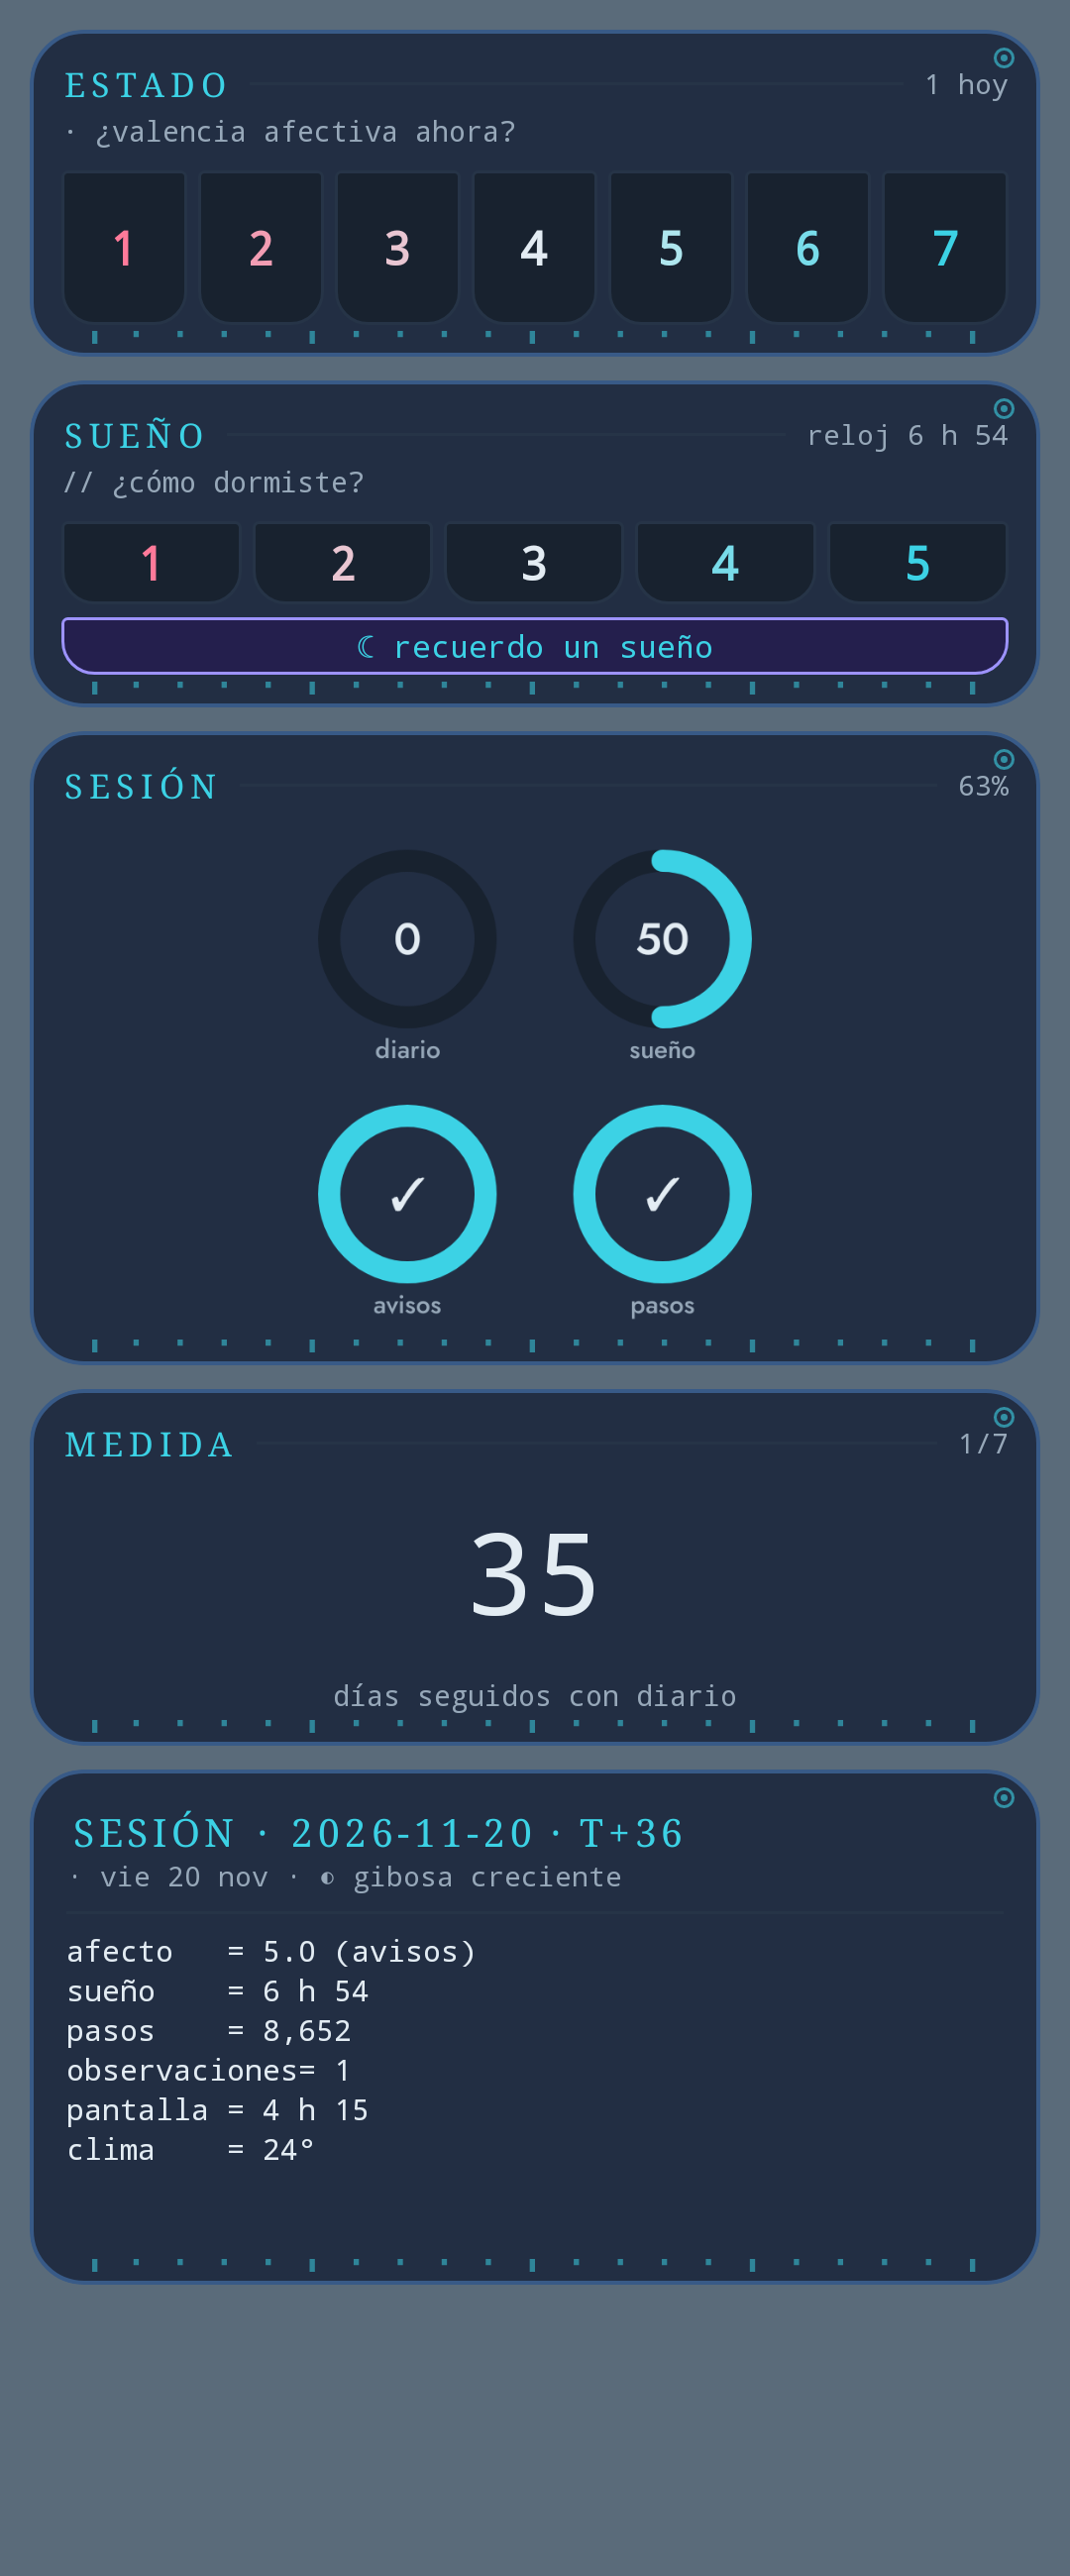 ESTADO 1 hoy
· ¿valencia afectiva ahora?
1 2 3 4 5 6 7
SUEÑO reloj 6 h 54
// ¿cómo dormiste?
1 2 3 4 5
☾ recuerdo un sueño
SESIÓN 63%
0 50
diario sueño
✓ ✓
avisos pasos
MEDIDA 1/7
35
días seguidos con diario
SESIÓN · 2026-11-20 · T+36
· vie 20 nov · ◐ gibosa creciente
afecto = 5.0 (avisos)
sueño = 6 h 54
pasos = 8,652
observaciones= 1
pantalla = 4 h 15
clima = 24°